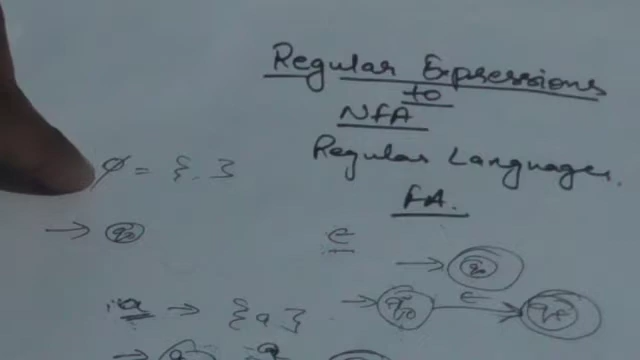 Regular Expressions
to
NFA
Regular Languages.
FA.
φ = { }
→ q₀
ε
→ q₀
→ q₀ ε → qf
a → {a}
→ a